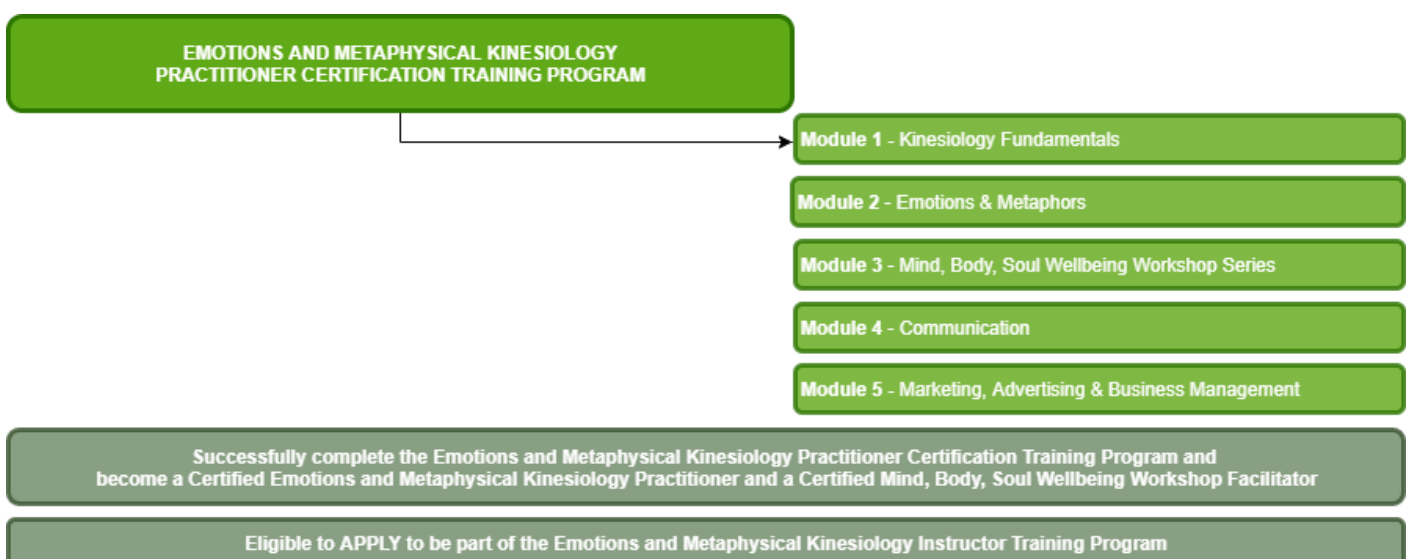 EMOTIONS AND METAPHYSICAL KINESIOLOGY
PRACTITIONER CERTIFICATION TRAINING PROGRAM
Module 1 - Kinesiology Fundamentals
Module 2 - Emotions & Metaphors
Module 3 - Mind, Body, Soul Wellbeing Workshop Series
Module 4 - Communication
Module 5 - Marketing, Advertising & Business Management
Successfully complete the Emotions and Metaphysical Kinesiology Practitioner Certification Training Program and
become a Certified Emotions and Metaphysical Kinesiology Practitioner and a Certified Mind, Body, Soul Wellbeing Workshop Facilitator
Eligible to APPLY to be part of the Emotions and Metaphysical Kinesiology Instructor Training Program